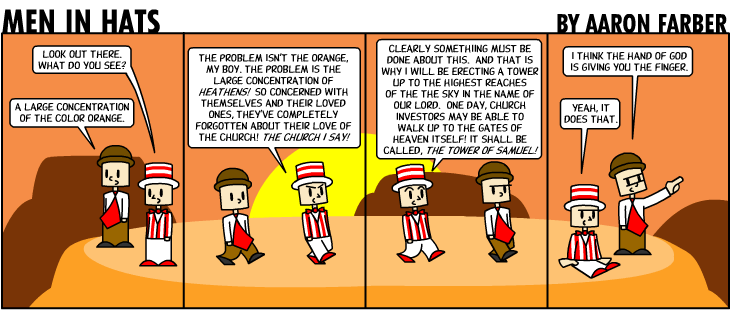 MEN IN HATS
BY AARON FARBER
LOOK OUT THERE.
WHAT DO YOU SEE?
A LARGE CONCENTRATION
OF THE COLOR ORANGE.
THE PROBLEM ISN'T THE ORANGE,
MY BOY. THE PROBLEM IS THE
LARGE CONCENTRATION OF
HEATHENS! SO CONCERNED WITH
THEMSELVES AND THEIR LOVED
ONES, THEY'VE COMPLETELY
FORGOTTEN ABOUT THEIR LOVE OF
THE CHURCH! THE CHURCH I SAY!
CLEARLY SOMETHING MUST BE
DONE ABOUT THIS. AND THAT IS
WHY I WILL BE ERECTING A TOWER
UP TO THE HIGHEST REACHES
OF THE THE SKY IN THE NAME OF
OUR LORD. ONE DAY, CHURCH
INVESTORS MAY BE ABLE TO
WALK UP TO THE GATES OF
HEAVEN ITSELF! IT SHALL BE
CALLED, THE TOWER OF SAMUEL!
I THINK THE HAND OF GOD
IS GIVING YOU THE FINGER.
YEAH, IT
DOES THAT.